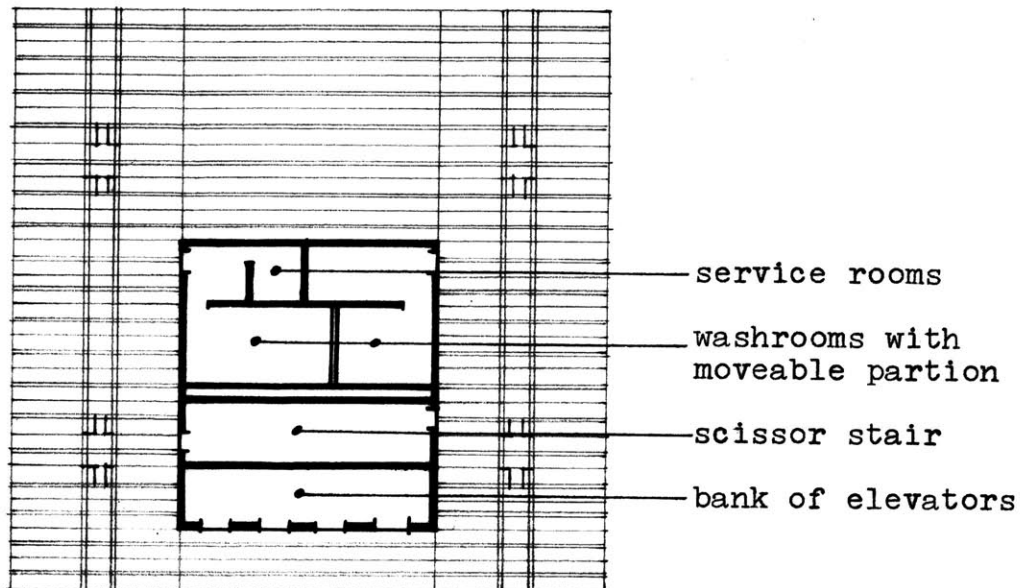 service rooms
washrooms with
moveable partion
scissor stair
bank of elevators